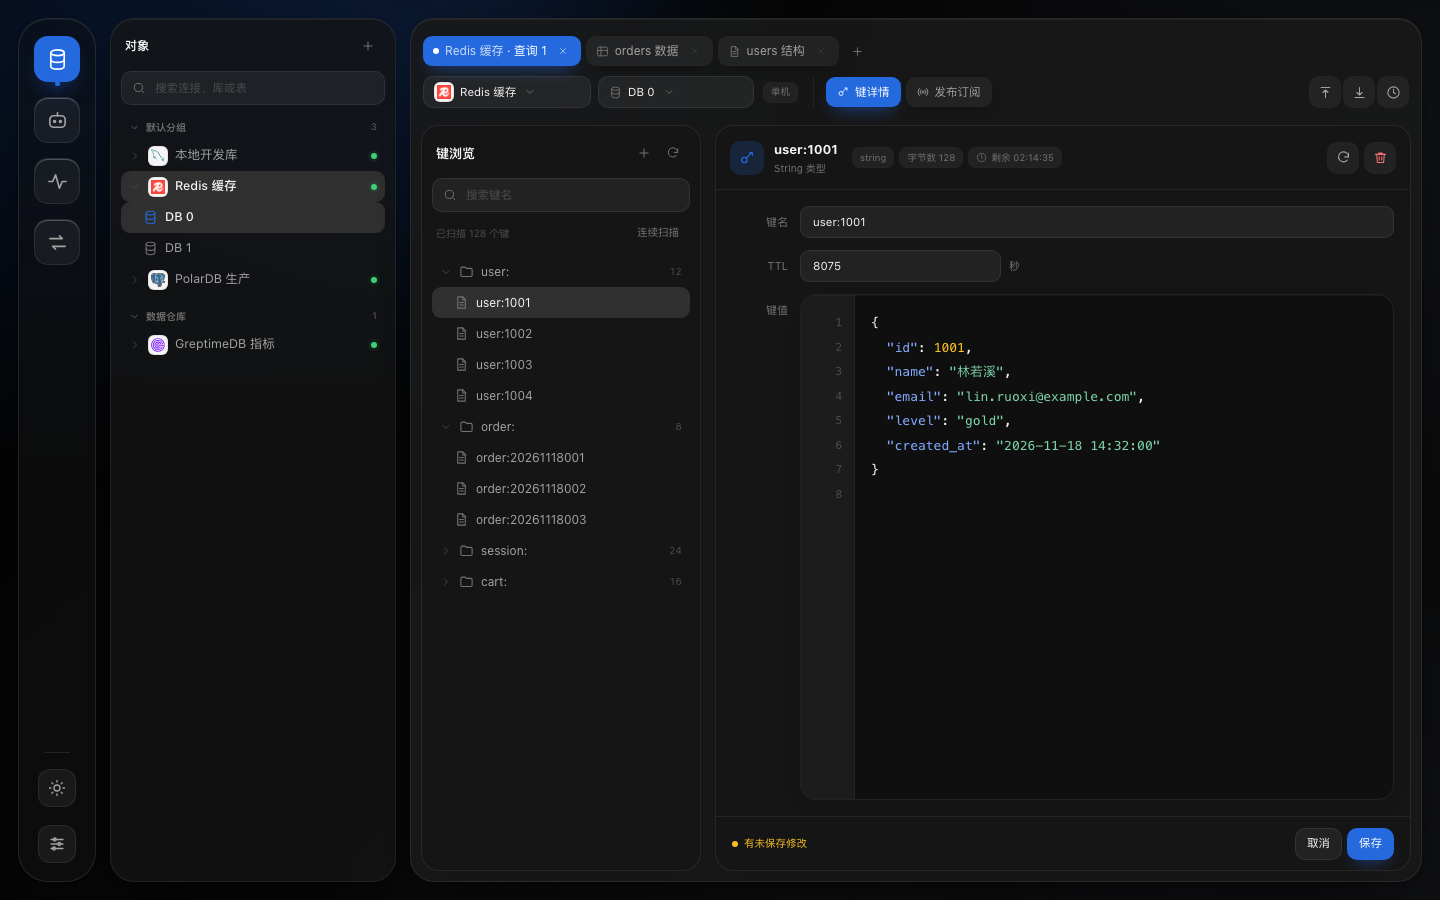 对象
搜索连接、库或表
默认分组 3
本地开发库
Redis 缓存
DB 0
DB 1
PolarDB 生产
数据仓库 1
GreptimeDB 指标
Redis 缓存 · 查询 1
orders 数据
users 结构
Redis 缓存
DB 0
单机
键详情
发布订阅
键浏览
搜索键名
已扫描 128 个键 连续扫描
user: 12
user:1001
user:1002
user:1003
user:1004
order: 8
order:20261118001
order:20261118002
order:20261118003
session: 24
cart: 16
user:1001
String 类型
string
字节数 128
剩余 02:14:35
键名 user:1001
TTL 8075 秒
键值
1 {
2 "id": 1001,
3 "name": "林若溪",
4 "email": "lin.ruoxi@example.com",
5 "level": "gold",
6 "created_at": "2026-11-18 14:32:00"
7 }
8
有未保存修改
取消
保存